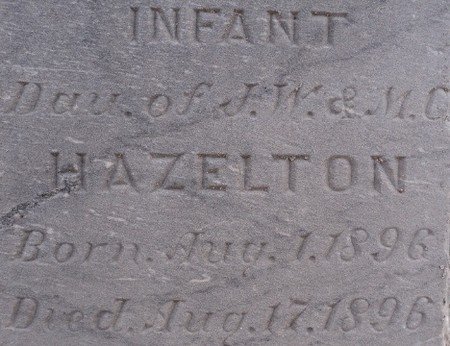 INFANT
Dau. of J.W. & M.C.
HAZELTON
Born. Aug. 1. 1896
Died. Aug. 17. 1896